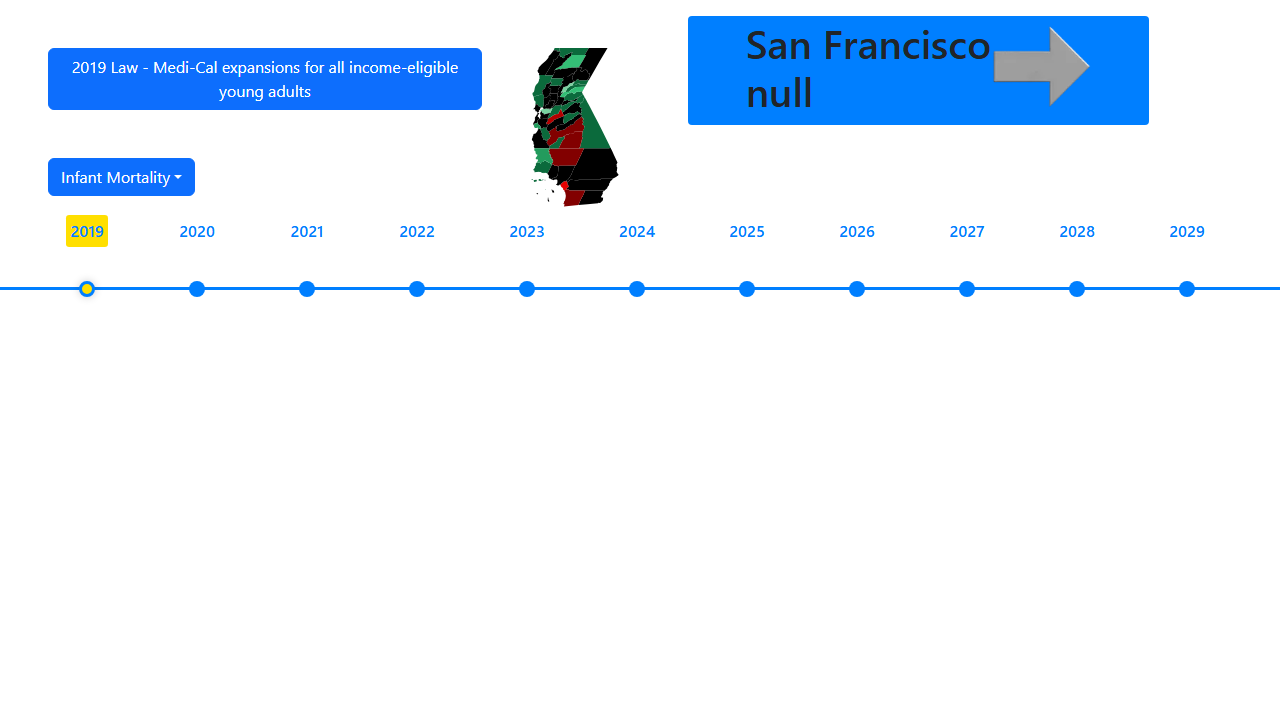 2019 Law - Medi-Cal expansions for all income-eligible
young adults
San Francisco
null
Infant Mortality
2019 2020 2021 2022 2023 2024 2025 2026 2027 2028 2029